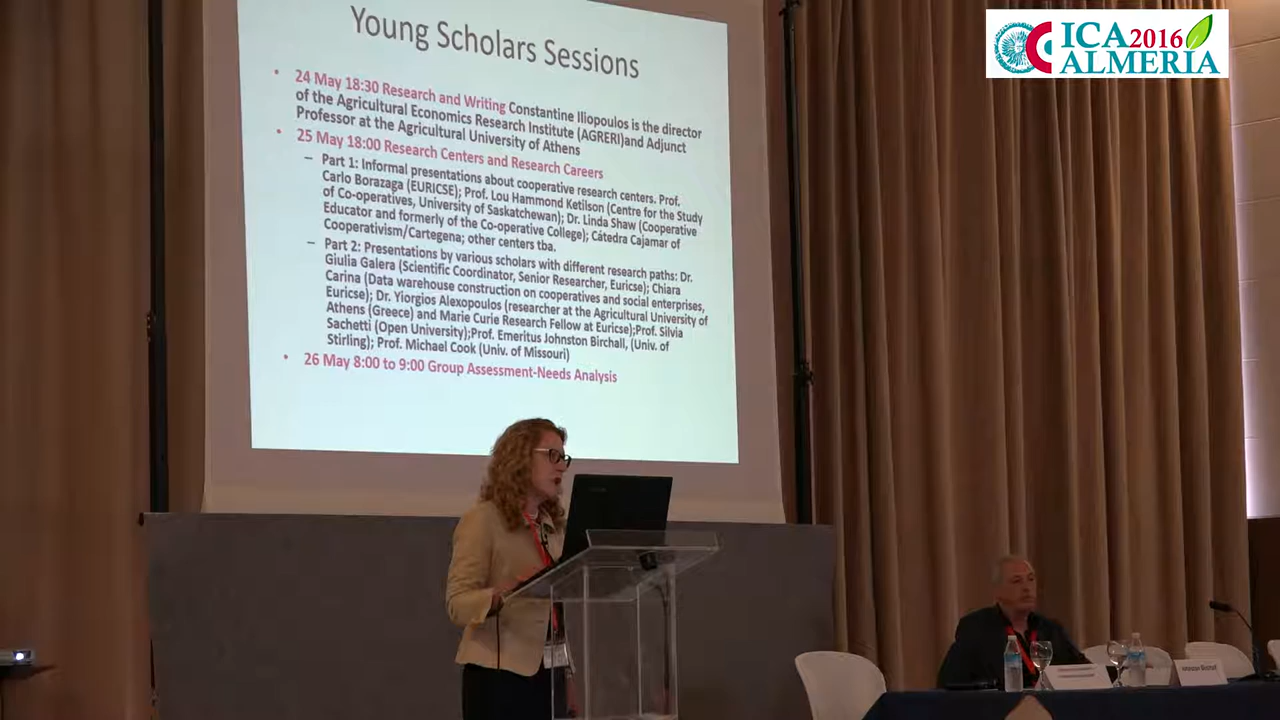 Young Scholars Sessions
• 24 May 18:30 Research and Writing Constantine Iliopoulos is the director
of the Agricultural Economics Research Institute (AGRERI)and Adjunct
Professor at the Agricultural University of Athens
• 25 May 18:00 Research Centers and Research Careers
– Part 1: Informal presentations about cooperative research centers. Prof.
Carlo Borazaga (EURICSE); Prof. Lou Hammond Ketilson (Centre for the Study
of Co-operatives, University of Saskatchewan); Dr. Linda Shaw (Cooperative
Educator and formerly of the Co-operative College); Cátedra Cajamar of
Cooperativism/Cartegena; other centers tba.
– Part 2: Presentations by various scholars with different research paths: Dr.
Giulia Galera (Scientific Coordinator, Senior Researcher, Euricse); Chiara
Carina (Data warehouse construction on cooperatives and social enterprises,
Euricse); Dr. Yiorgios Alexopoulos (researcher at the Agricultural University of
Athens (Greece) and Marie Curie Research Fellow at Euricse);Prof. Silvia
Sachetti (Open University);Prof. Emeritus Johnston Birchall, (Univ. of
Stirling); Prof. Michael Cook (Univ. of Missouri)
• 26 May 8:00 to 9:00 Group Assessment-Needs Analysis
ICA 2016
ALMERIA